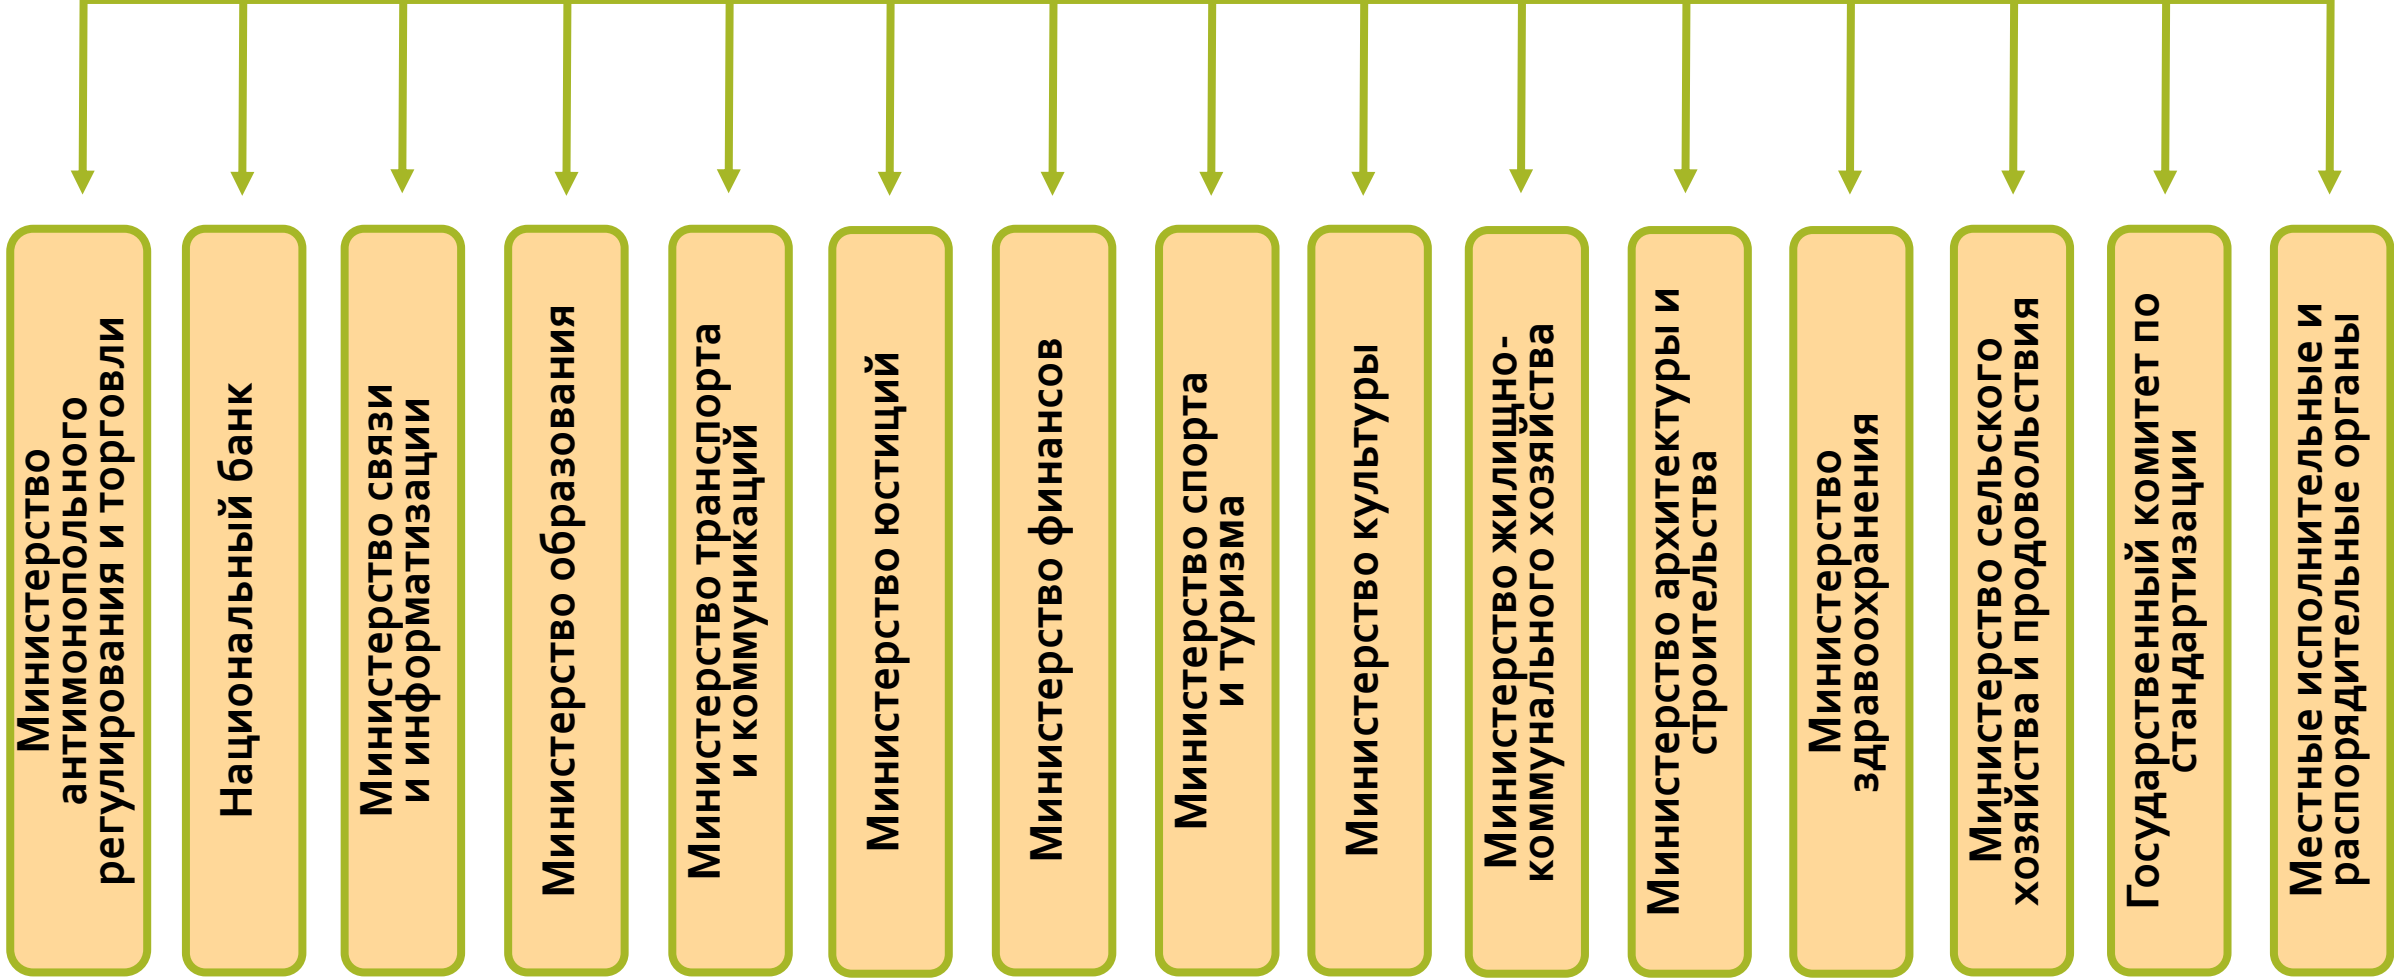 Министерство
антимонопольного
регулирования и торговли
Национальный банк
Министерство связи
и информатизации
Министерство образования
Министерство транспорта
и коммуникаций
Министерство юстиций
Министерство финансов
Министерство спорта
и туризма
Министерство культуры
Министерство жилищно-
коммунального хозяйства
Министерство архитектуры и
строительства
Министерство
здравоохранения
Министерство сельского
хозяйства и продовольствия
Государственный комитет по
стандартизации
Местные исполнительные и
распорядительные органы